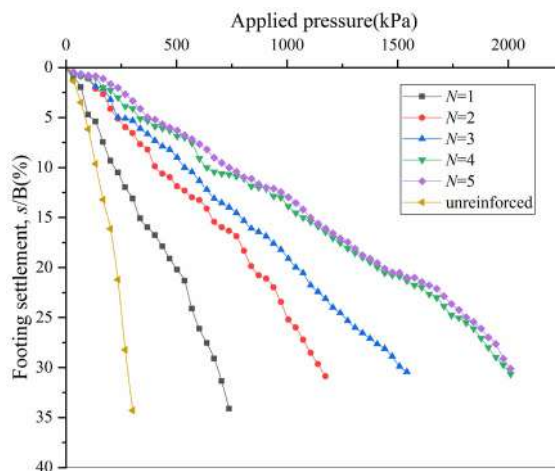 Applied pressure(kPa)
0 500 1000 1500 2000
0
5
10
15
20
25
30
35
40
Footing settlement, s/B(%)
N=1
N=2
N=3
N=4
N=5
unreinforced